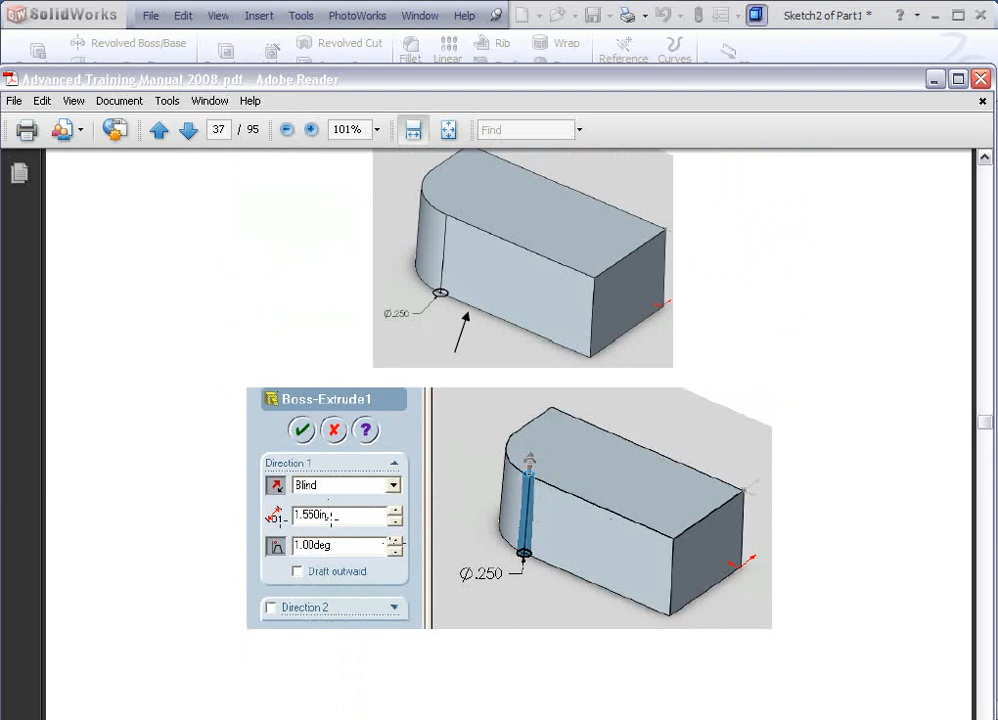 SolidWorks File Edit View Insert Tools PhotoWorks Window Help Sketch2 of Part1 * ?
Revolved Boss/Base Revolved Cut Fillet Linear Rib Wrap Reference Curves
Advanced Training Manual 2008.pdf - Adobe Reader
File Edit View Document Tools Window Help
37 / 95 101% Find
Ø.250
Boss-Extrude1
?
Direction 1
Blind
1.550in
1.00deg
Draft outward
Direction 2
Ø.250